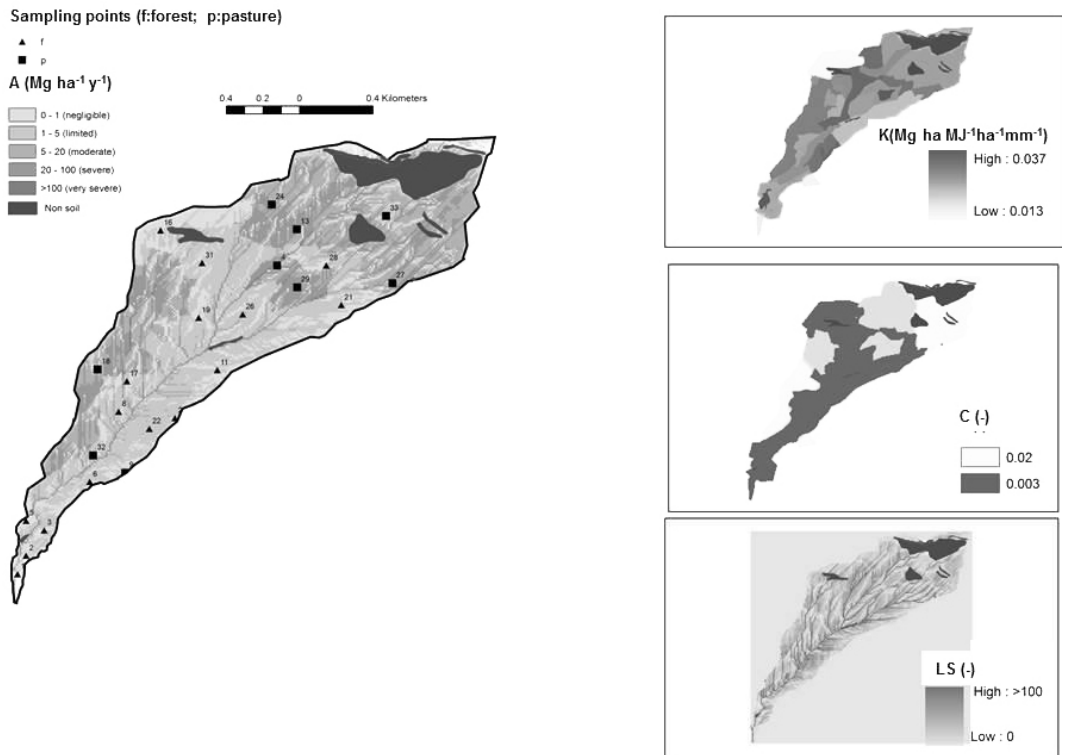 Sampling points (f:forest; p:pasture)
f
p
A (Mg ha-1 y-1)
0 - 1 (negligible)
1 - 5 (limited)
5 - 20 (moderate)
20 - 100 (severe)
>100 (very severe)
Non soil
0.4 0.2 0 0.4 Kilometers
24
33
16
13
31
4
28
29
27
19
26
21
18
11
17
8
22
32
6
3
2
K(Mg ha MJ-1ha-1mm-1)
High : 0.037
Low : 0.013
C (-)
0.02
0.003
LS (-)
High : >100
Low : 0